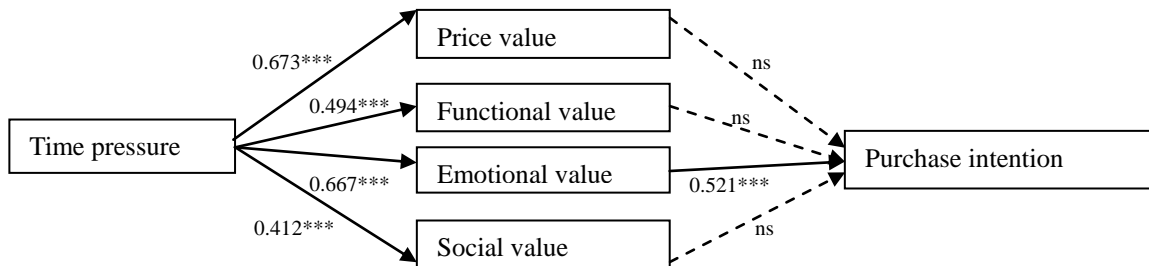 Price value
ns
0.673***
0.494***
Functional value
ns
Time pressure
Emotional value
0.521***
Purchase intention
0.667***
0.412***
Social value
ns